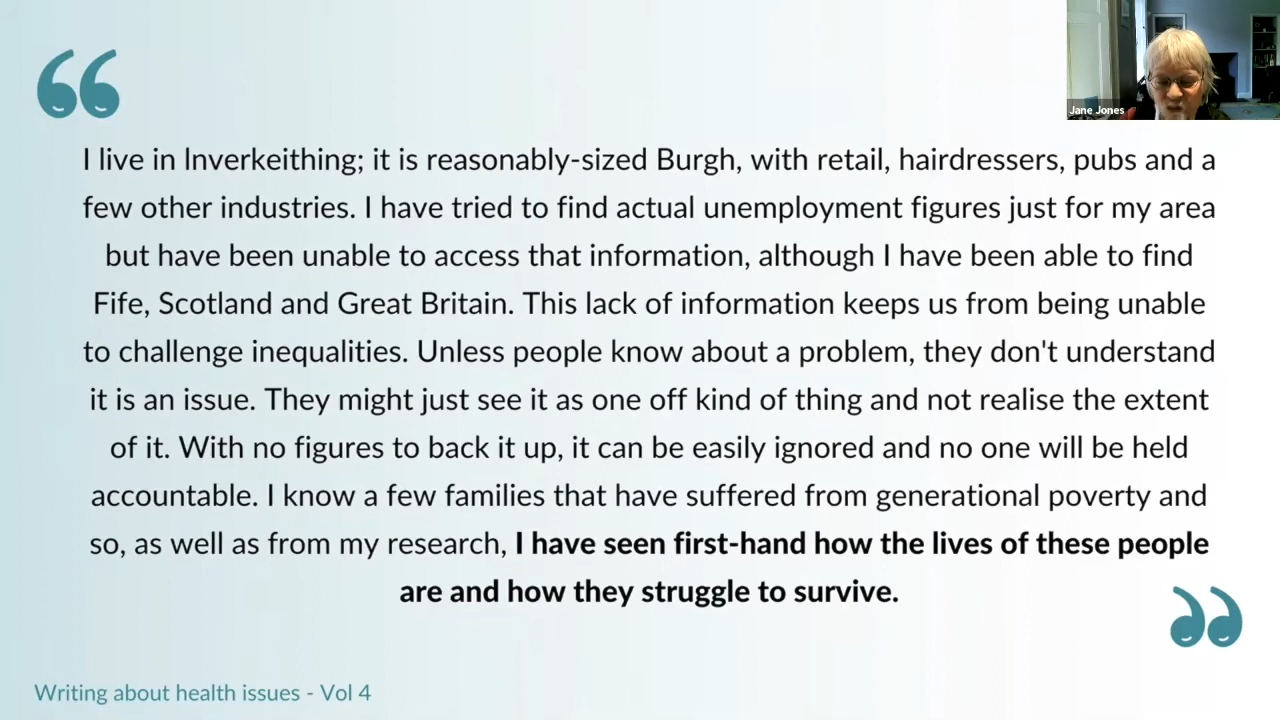 Jane Jones
I live in Inverkeithing; it is reasonably-sized Burgh, with retail, hairdressers, pubs and a
few other industries. I have tried to find actual unemployment figures just for my area
but have been unable to access that information, although I have been able to find
Fife, Scotland and Great Britain. This lack of information keeps us from being unable
to challenge inequalities. Unless people know about a problem, they don't understand
it is an issue. They might just see it as one off kind of thing and not realise the extent
of it. With no figures to back it up, it can be easily ignored and no one will be held
accountable. I know a few families that have suffered from generational poverty and
so, as well as from my research, I have seen first-hand how the lives of these people
are and how they struggle to survive.
Writing about health issues - Vol 4